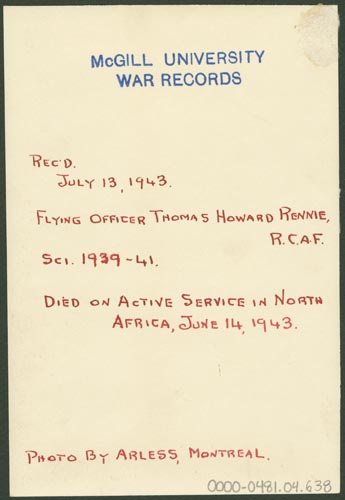 McGILL UNIVERSITY
WAR RECORDS
REC'D.
JULY 13, 1943.
FLYING OFFICER THOMAS HOWARD RENNIE,
R.C.A.F.
SCI. 1939-41.
DIED ON ACTIVE SERVICE IN NORTH
AFRICA, JUNE 14, 1943.
PHOTO BY ARLESS, MONTREAL.
0000-0481.04.638